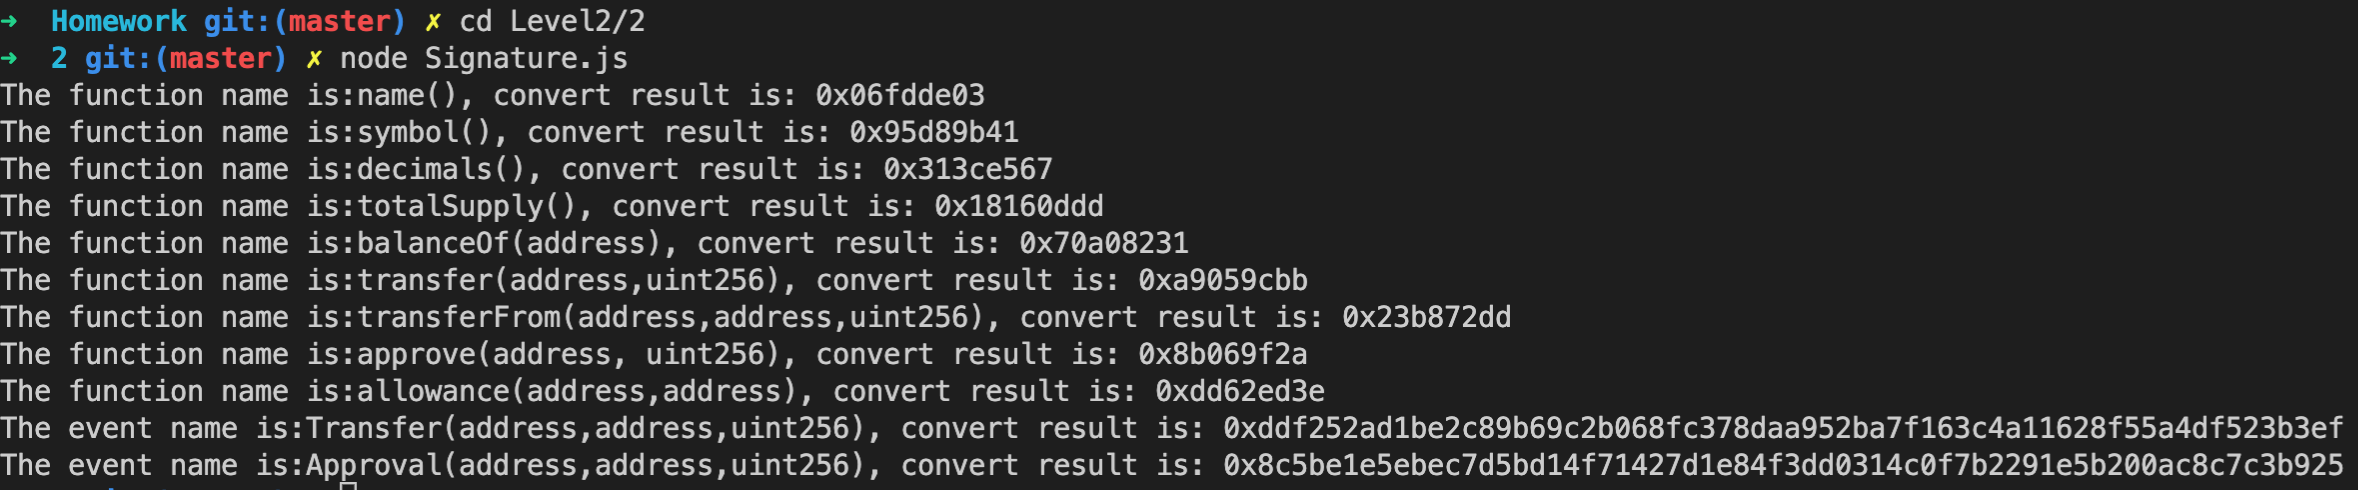 ➜  Homework git:(master) ✗ cd Level2/2
➜  2 git:(master) ✗ node Signature.js
The function name is:name(), convert result is: 0x06fdde03
The function name is:symbol(), convert result is: 0x95d89b41
The function name is:decimals(), convert result is: 0x313ce567
The function name is:totalSupply(), convert result is: 0x18160ddd
The function name is:balanceOf(address), convert result is: 0x70a08231
The function name is:transfer(address,uint256), convert result is: 0xa9059cbb
The function name is:transferFrom(address,address,uint256), convert result is: 0x23b872dd
The function name is:approve(address, uint256), convert result is: 0x8b069f2a
The function name is:allowance(address,address), convert result is: 0xdd62ed3e
The event name is:Transfer(address,address,uint256), convert result is: 0xddf252ad1be2c89b69c2b068fc378daa952ba7f163c4a11628f55a4df523b3ef
The event name is:Approval(address,address,uint256), convert result is: 0x8c5be1e5ebec7d5bd14f71427d1e84f3dd0314c0f7b2291e5b200ac8c7c3b925